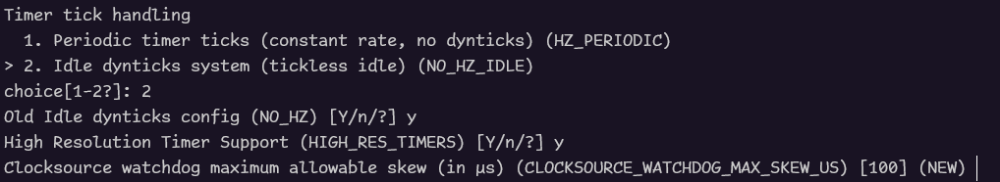 Timer tick handling
1. Periodic timer ticks (constant rate, no dynticks) (HZ_PERIODIC)
> 2. Idle dynticks system (tickless idle) (NO_HZ_IDLE)
choice[1-2?]: 2
Old Idle dynticks config (NO_HZ) [Y/n/?] y
High Resolution Timer Support (HIGH_RES_TIMERS) [Y/n/?] y
Clocksource watchdog maximum allowable skew (in μs) (CLOCKSOURCE_WATCHDOG_MAX_SKEW_US) [100] (NEW)